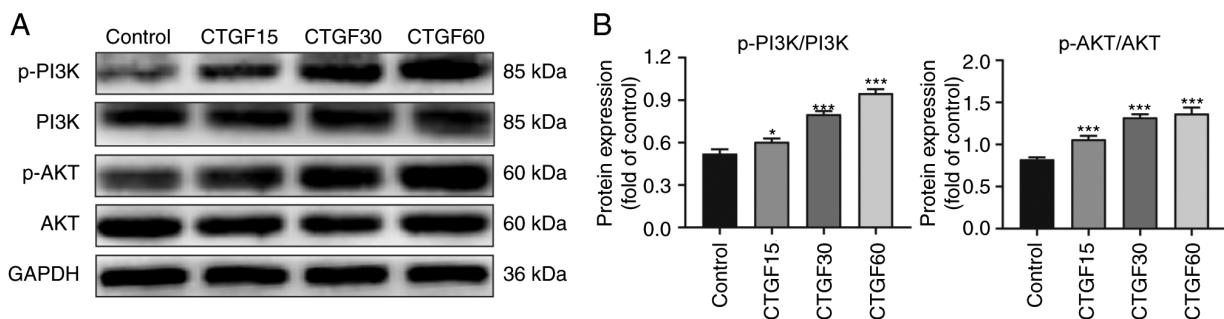 A
Control CTGF15 CTGF30 CTGF60
p-PI3K 85 kDa
PI3K 85 kDa
p-AKT 60 kDa
AKT 60 kDa
GAPDH 36 kDa
B
p-PI3K/PI3K
Protein expression
(fold of control)
1.2
0.9
0.6
0.3
0.0
* *** ***
Control CTGF15 CTGF30 CTGF60
p-AKT/AKT
Protein expression
(fold of control)
2.0
1.5
1.0
0.5
0.0
*** *** ***
Control CTGF15 CTGF30 CTGF60